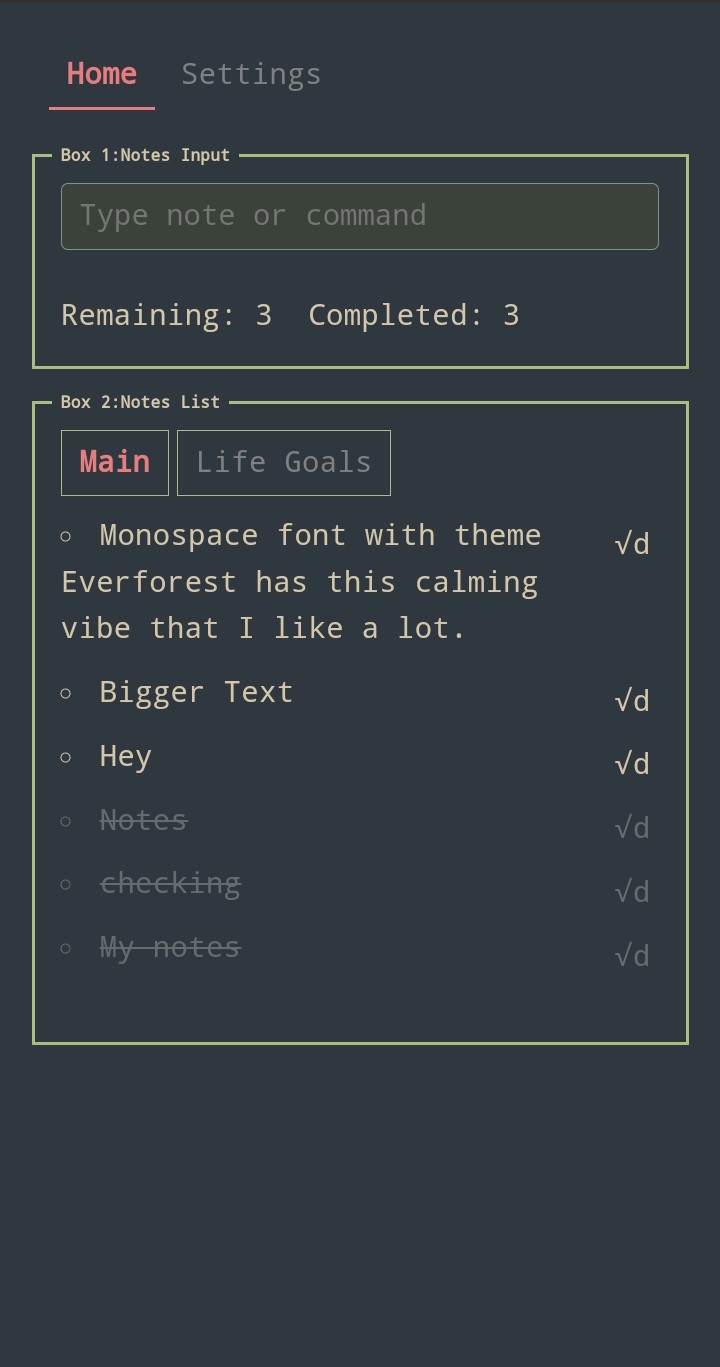 Home Settings
Box 1:Notes Input
Type note or command
Remaining: 3 Completed: 3
Box 2:Notes List
Main Life Goals
○ Monospace font with theme √d
Everforest has this calming
vibe that I like a lot.
○ Bigger Text √d
○ Hey √d
○ Notes √d
○ checking √d
○ My notes √d